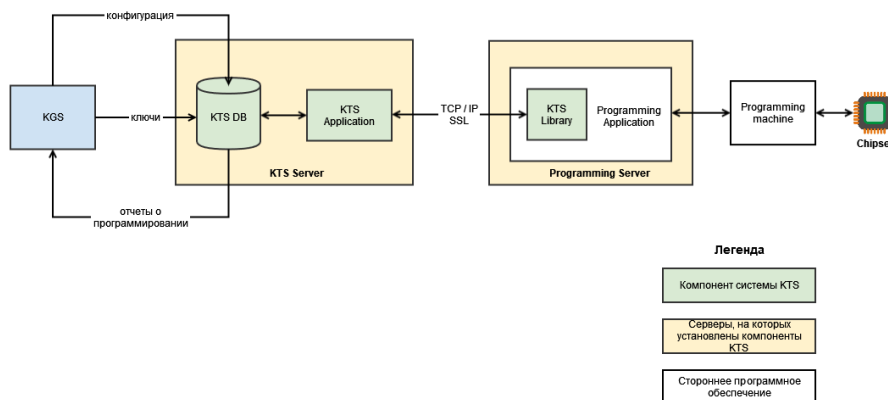 конфигурация
KGS
ключи
KTS DB
KTS
Application
KTS Server
отчеты о
программировании
TCP / IP
SSL
KTS
Library
Programming
Application
Programming Server
Programming
machine
Chipse
Легенда
Компонент системы KTS
Серверы, на которых
установлены компоненты
KTS
Стороннее программное
обеспечение